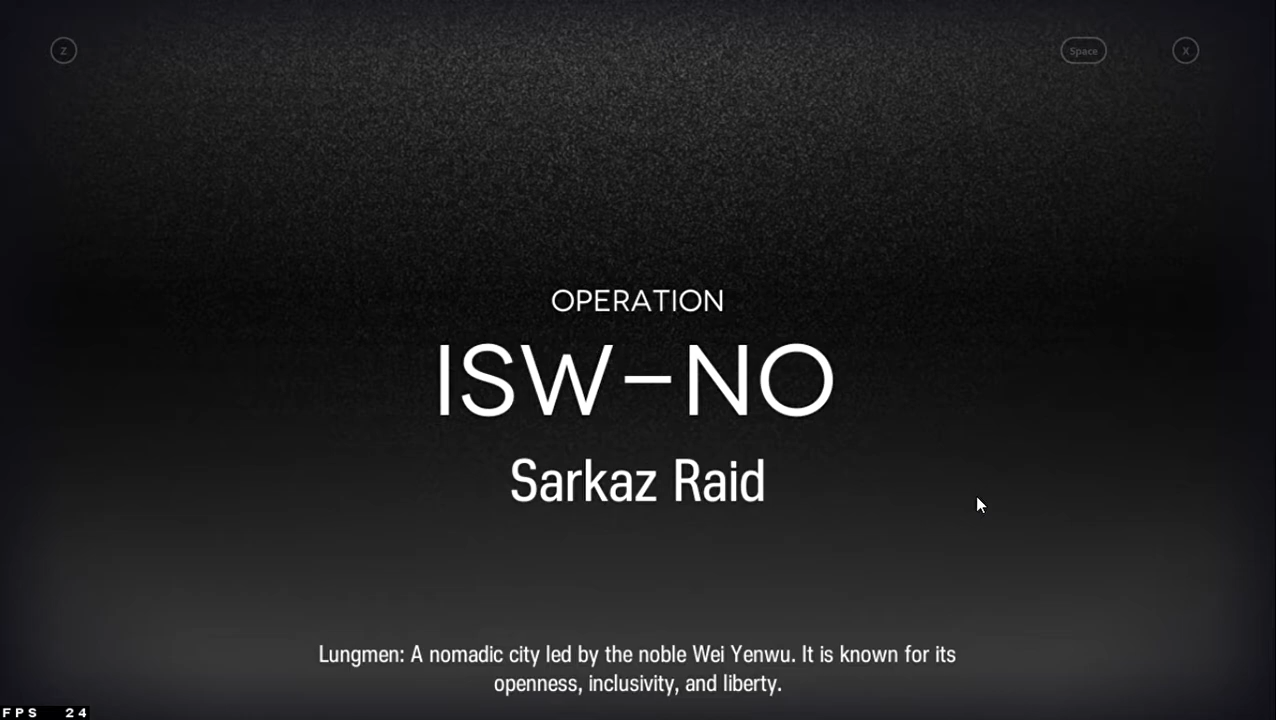 Z Space X
OPERATION
ISW-NO
Sarkaz Raid
Lungmen: A nomadic city led by the noble Wei Yenwu. It is known for its
openness, inclusivity, and liberty.
FPS 24